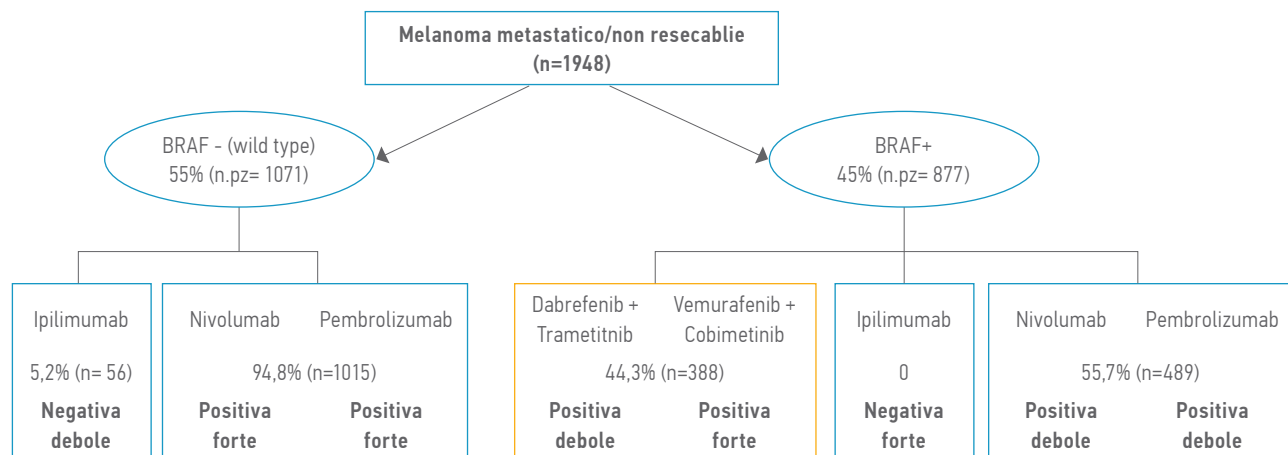 Melanoma metastatico/non resecablie
(n=1948)
BRAF - (wild type)
55% (n.pz= 1071)
BRAF+
45% (n.pz= 877)
Ipilimumab
5,2% (n= 56)
Negativa
debole
Nivolumab Pembrolizumab
94,8% (n=1015)
Positiva Positiva
forte forte
Dabrefenib + Vemurafenib +
Trametitnib Cobimetinib
44,3% (n=388)
Positiva Positiva
debole forte
Ipilimumab
0
Negativa
forte
Nivolumab Pembrolizumab
55,7% (n=489)
Positiva Positiva
debole debole